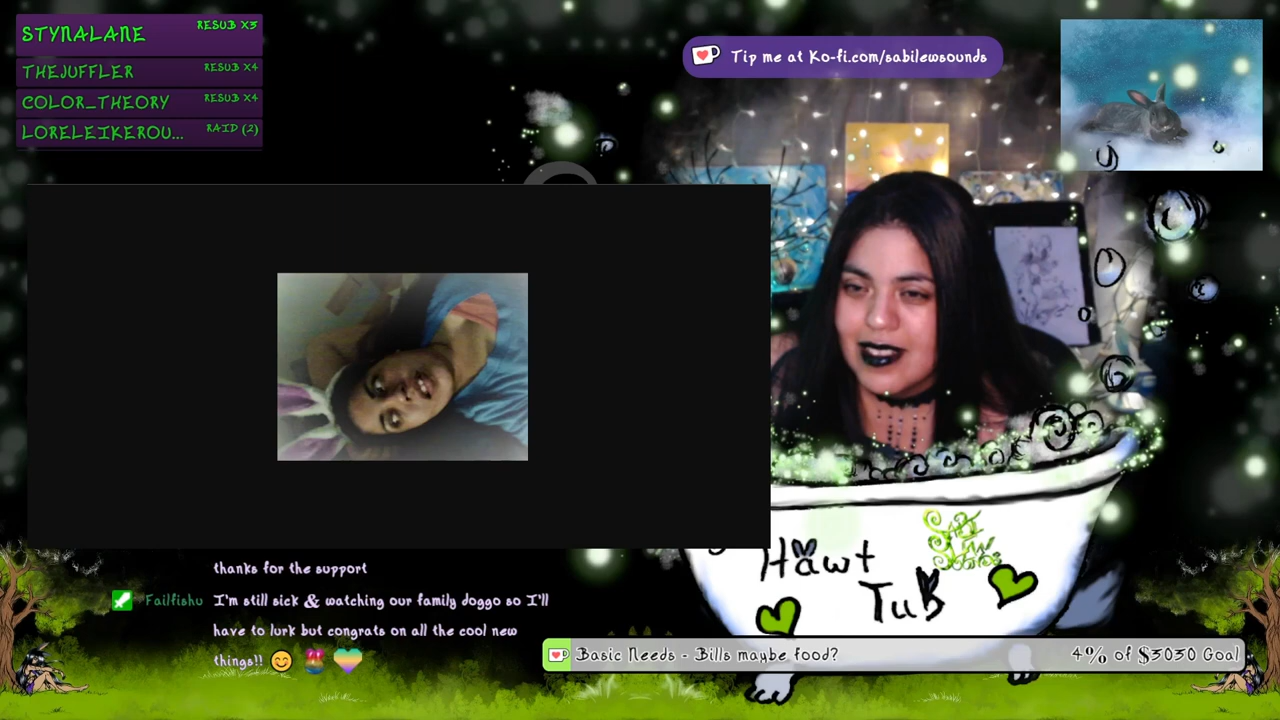 STYNALANE RESUB X3
THEJUFFLER RESUB X4
COLOR_THEORY RESUB X4
LORELEIKEROU... RAID (2)
Tip me at Ko-fi.com/sabilewsounds
thanks for the support
Failfishu I'm still sick & watching our family doggo so I'll
have to lurk but congrats on all the cool new
things!!
Hawt
TuB
Basic Needs - Bills maybe food? 4% of $3030 Goal